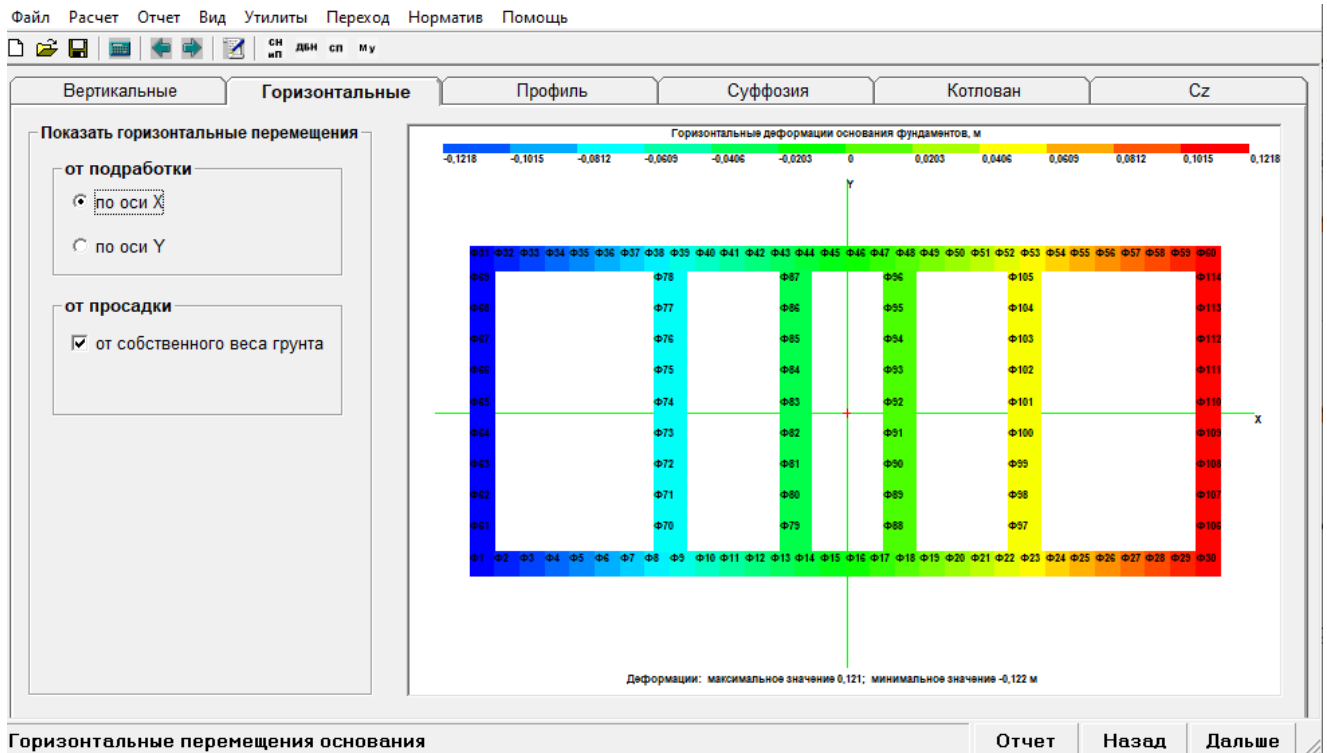 Файл Расчет Отчет Вид Утилиты Переход Норматив Помощь
СН иП ДБН СП Му
Вертикальные Горизонтальные Профиль Суффозия Котлован Cz
Показать горизонтальные перемещения
от подработки
по оси X
по оси Y
от просадки
от собственного веса грунта
Горизонтальные деформации основания фундаментов, м
-0,1218 -0,1015 -0,0812 -0,0609 -0,0406 -0,0203 0 0,0203 0,0406 0,0609 0,0812 0,1015 0,1218
Y
Ф31 Ф32 Ф33 Ф34 Ф35 Ф36 Ф37 Ф38 Ф39 Ф40 Ф41 Ф42 Ф43 Ф44 Ф45 Ф46 Ф47 Ф48 Ф49 Ф50 Ф51 Ф52 Ф53 Ф54 Ф55 Ф56 Ф57 Ф58 Ф59 Ф60
Ф69 Ф78 Ф87 Ф96 Ф105 Ф114
Ф68 Ф77 Ф86 Ф95 Ф104 Ф113
Ф67 Ф76 Ф85 Ф94 Ф103 Ф112
Ф66 Ф75 Ф84 Ф93 Ф102 Ф111
Ф65 Ф74 Ф83 Ф92 Ф101 Ф110
X
Ф64 Ф73 Ф82 Ф91 Ф100 Ф109
Ф63 Ф72 Ф81 Ф90 Ф99 Ф108
Ф62 Ф71 Ф80 Ф89 Ф98 Ф107
Ф61 Ф70 Ф79 Ф88 Ф97 Ф106
Ф1 Ф2 Ф3 Ф4 Ф5 Ф6 Ф7 Ф8 Ф9 Ф10 Ф11 Ф12 Ф13 Ф14 Ф15 Ф16 Ф17 Ф18 Ф19 Ф20 Ф21 Ф22 Ф23 Ф24 Ф25 Ф26 Ф27 Ф28 Ф29 Ф30
Деформации: максимальное значение 0,121; минимальное значение -0,122 м
Горизонтальные перемещения основания Отчет Назад Дальше